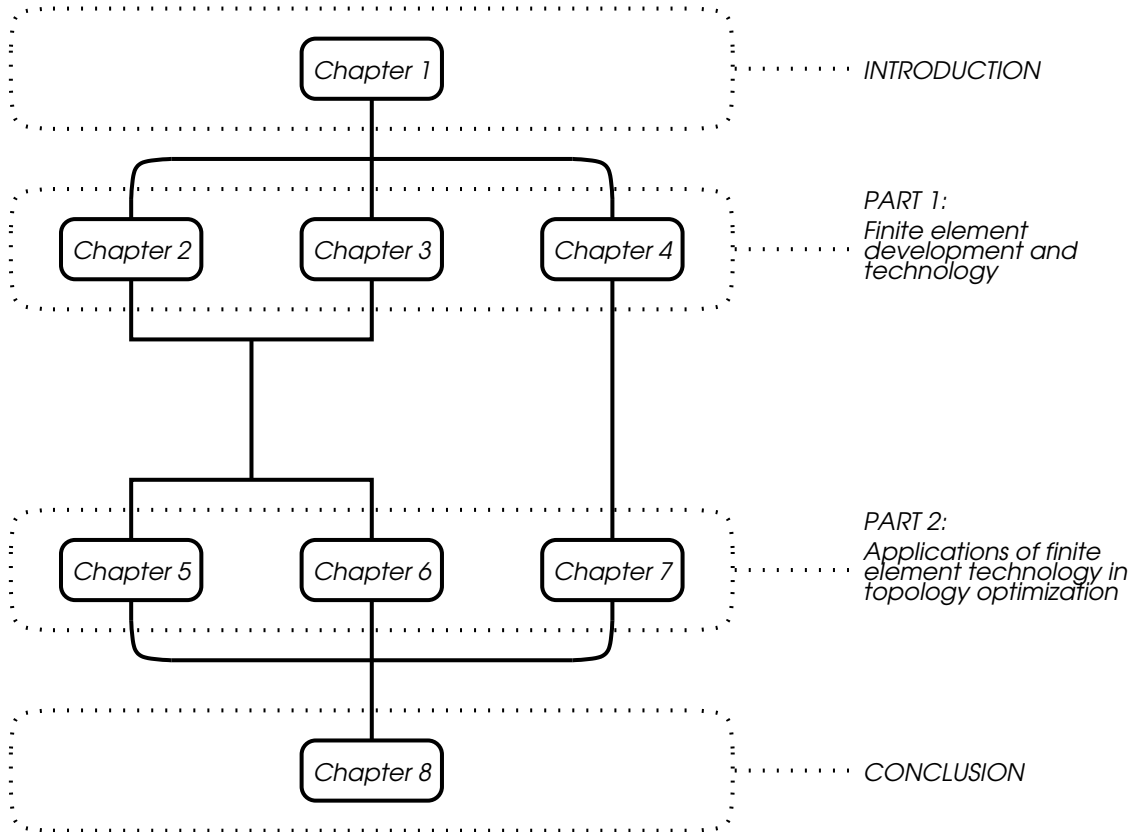 Chapter 1
INTRODUCTION
PART 1:
Chapter 2
Chapter 3
Chapter 4
Finite element
development and
technology
PART 2:
Chapter 5
Chapter 6
Chapter 7
Applications of finite
element technology in
topology optimization
Chapter 8
CONCLUSION